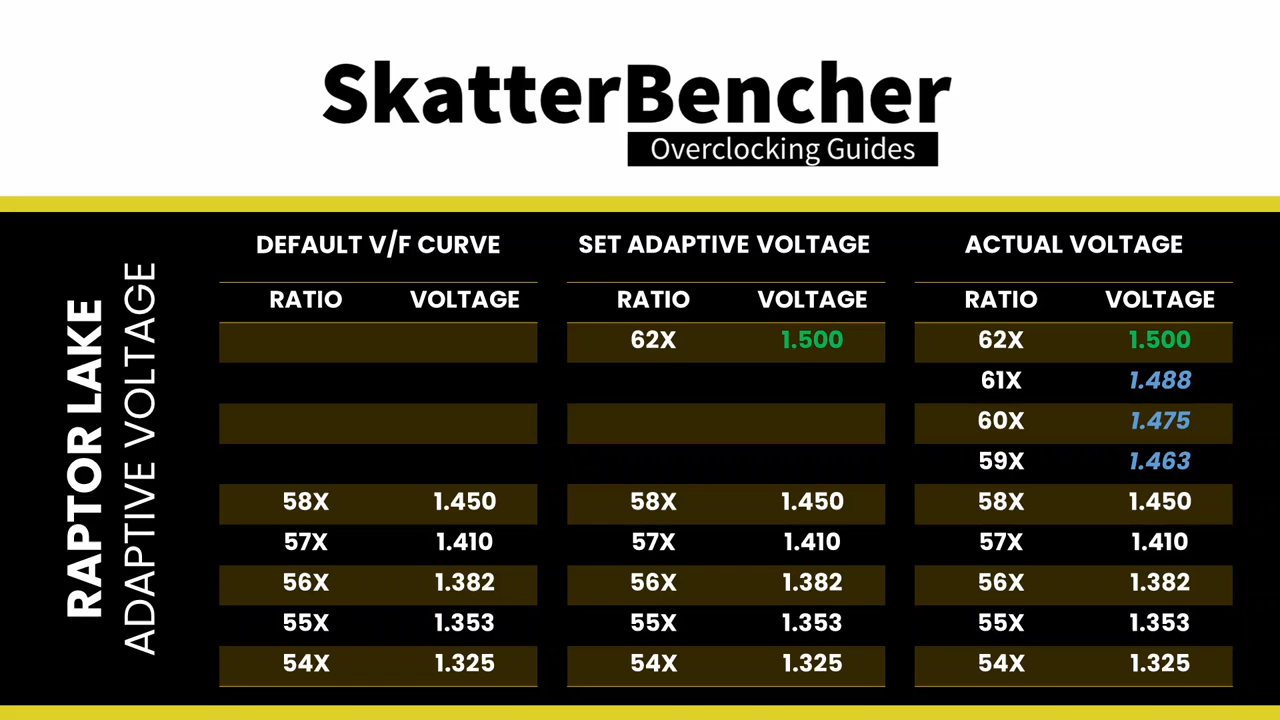 SkatterBencher
Overclocking Guides
RAPTOR LAKE
ADAPTIVE VOLTAGE
DEFAULT V/F CURVE SET ADAPTIVE VOLTAGE ACTUAL VOLTAGE
RATIO VOLTAGE RATIO VOLTAGE RATIO VOLTAGE
62X 1.500 62X 1.500
61X 1.488
60X 1.475
59X 1.463
58X 1.450 58X 1.450 58X 1.450
57X 1.410 57X 1.410 57X 1.410
56X 1.382 56X 1.382 56X 1.382
55X 1.353 55X 1.353 55X 1.353
54X 1.325 54X 1.325 54X 1.325